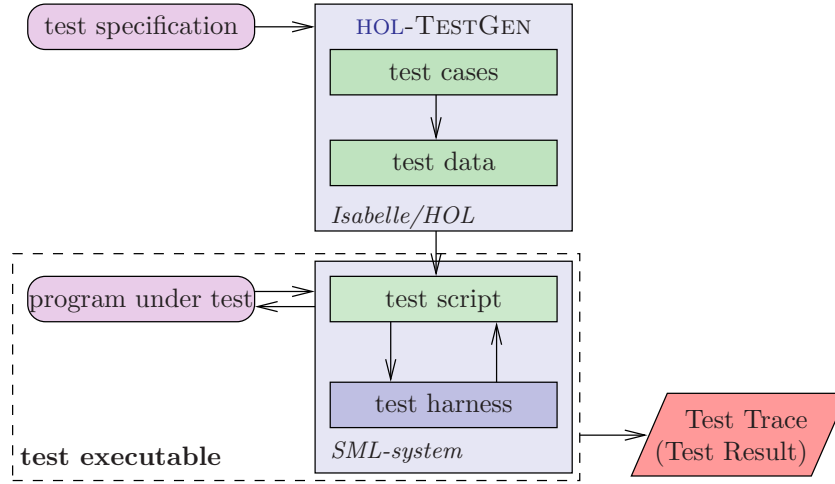 test specification
HOL-TESTGEN
test cases
test data
Isabelle/HOL
program under test
test script
test harness
test executable
SML-system
Test Trace
(Test Result)